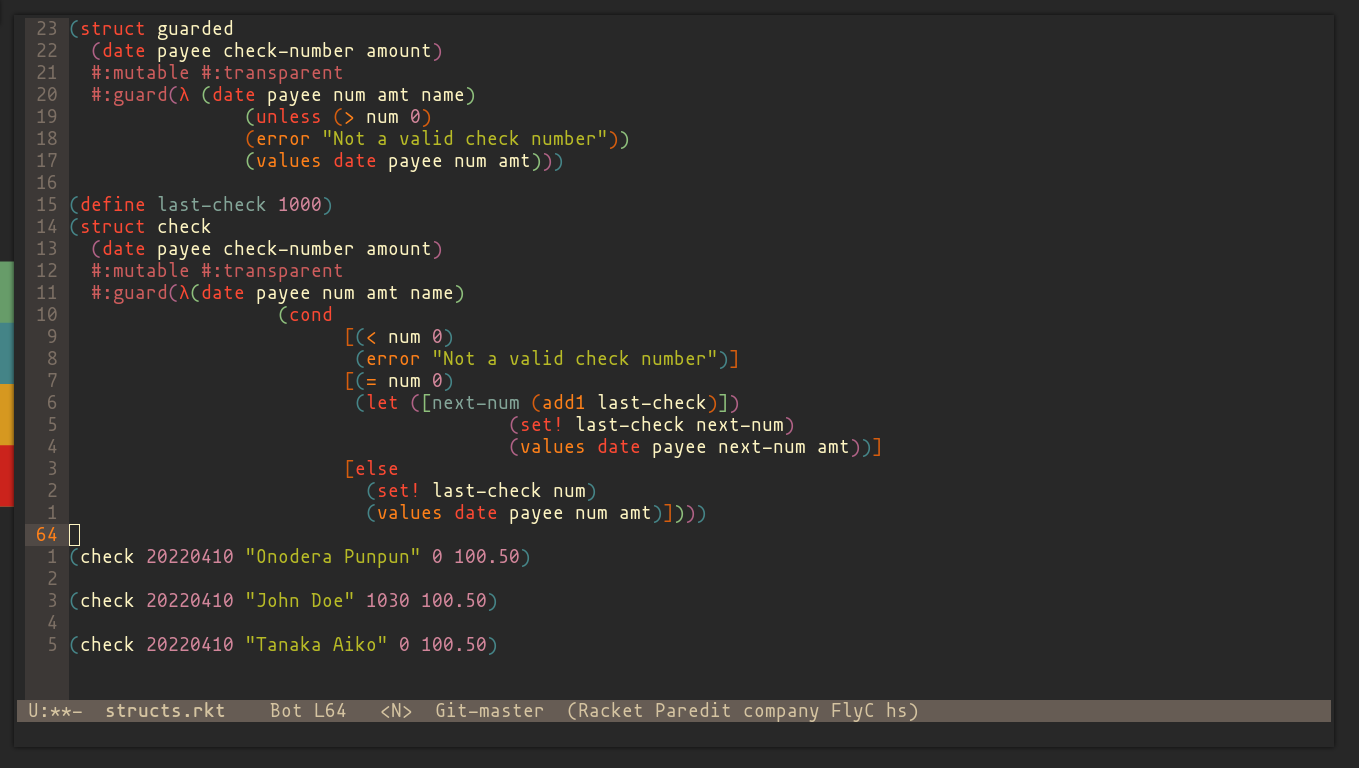 23 (struct guarded
22   (date payee check-number amount)
21   #:mutable #:transparent
20   #:guard(λ (date payee num amt name)
19                 (unless (> num 0)
18                 (error "Not a valid check number"))
17                 (values date payee num amt)))
16
15 (define last-check 1000)
14 (struct check
13   (date payee check-number amount)
12   #:mutable #:transparent
11   #:guard(λ(date payee num amt name)
10                    (cond
9                          [(< num 0)
8                           (error "Not a valid check number")]
7                          [(= num 0)
6                           (let ([next-num (add1 last-check)])
5                                         (set! last-check next-num)
4                                         (values date payee next-num amt))]
3                          [else
2                            (set! last-check num)
1                            (values date payee num amt)])))
64
1 (check 20220410 "Onodera Punpun" 0 100.50)
2
3 (check 20220410 "John Doe" 1030 100.50)
4
5 (check 20220410 "Tanaka Aiko" 0 100.50)
U:**-  structs.rkt    Bot L64   <N>  Git-master  (Racket Paredit company FlyC hs)